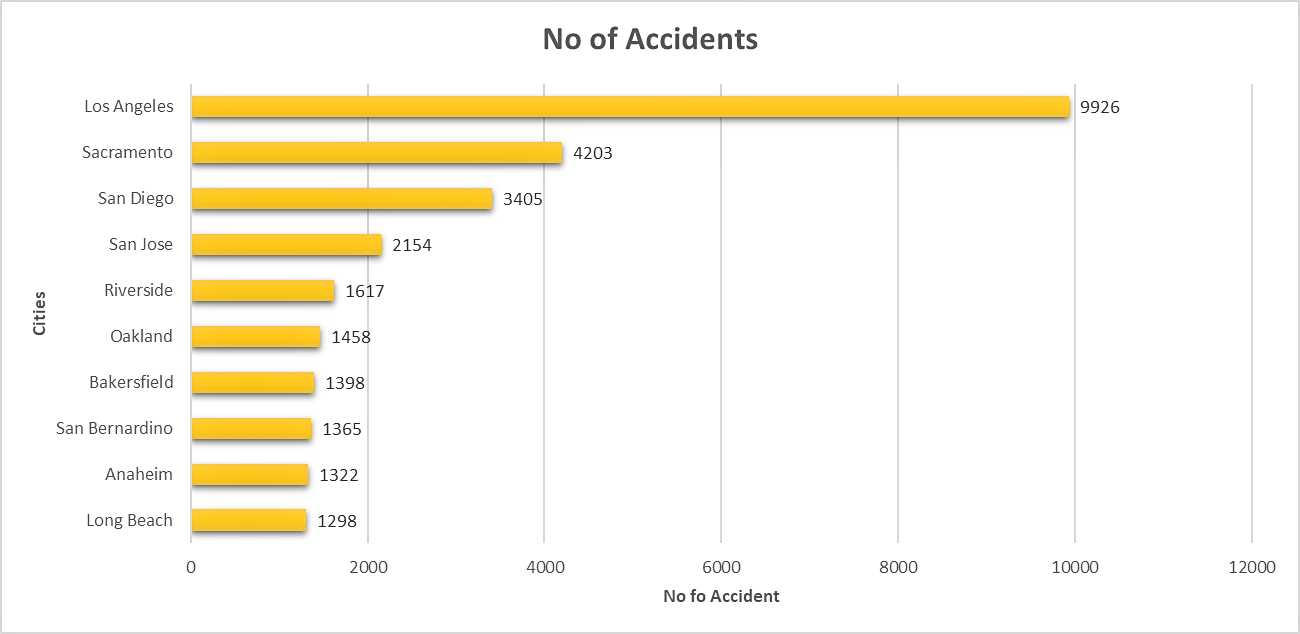 No of Accidents
Los Angeles
9926
Sacramento
4203
San Diego
3405
San Jose
2154
Riverside
1617
Oakland
1458
Bakersfield
1398
San Bernardino
1365
Anaheim
1322
Long Beach
1298
Cities
0 2000 4000 6000 8000 10000 12000
No fo Accident